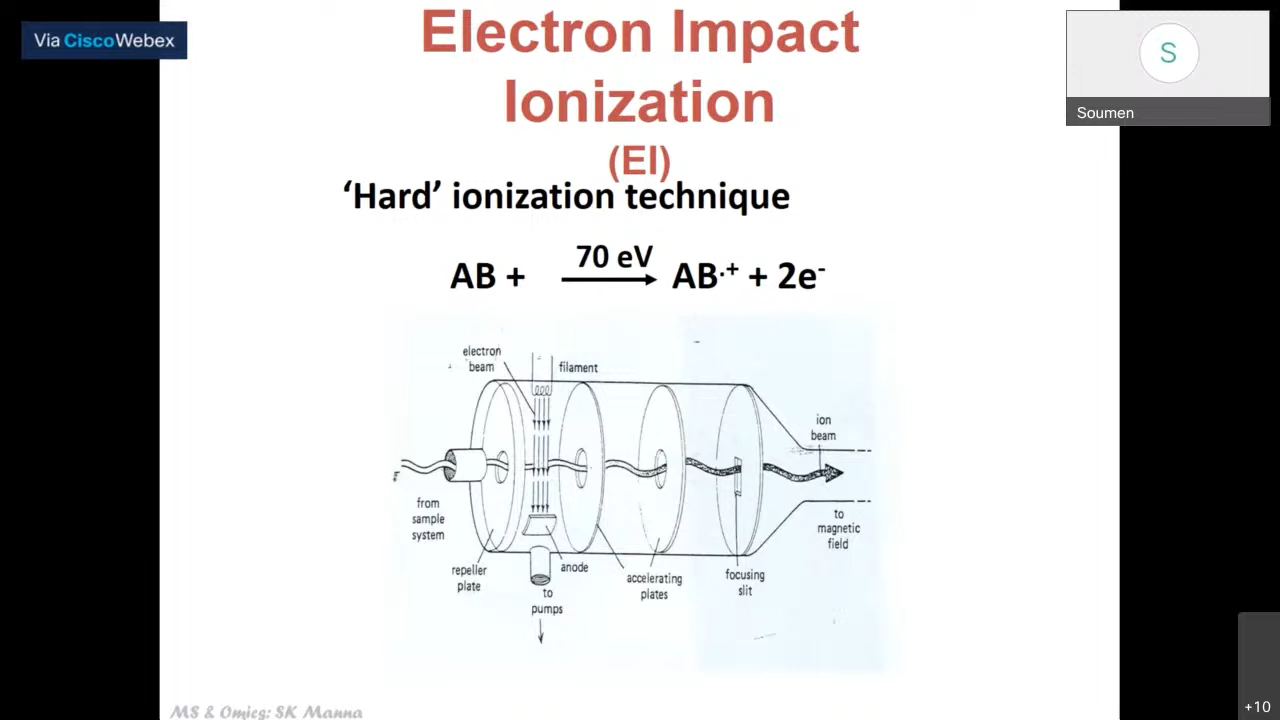 Via CiscoWebex
S
Soumen
Electron Impact
Ionization
(EI)
‘Hard’ ionization technique
70 eV
AB + AB·+ + 2e-
electron
beam
filament
ion
beam
from
sample
system
to
magnetic
field
repeller
plate
anode
to
pumps
accelerating
plates
focusing
slit
MS & Omics: SK Manna
+10